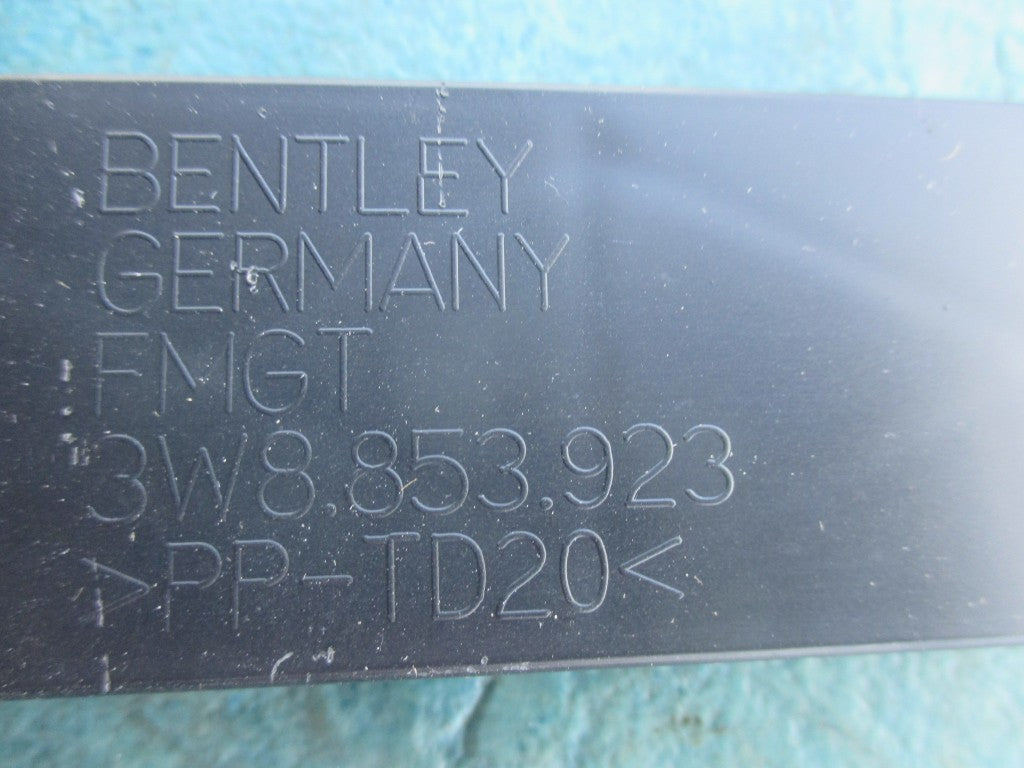 BENTLEY
GERMANY
FMGT
3W8.853.923
>PP-TD20<